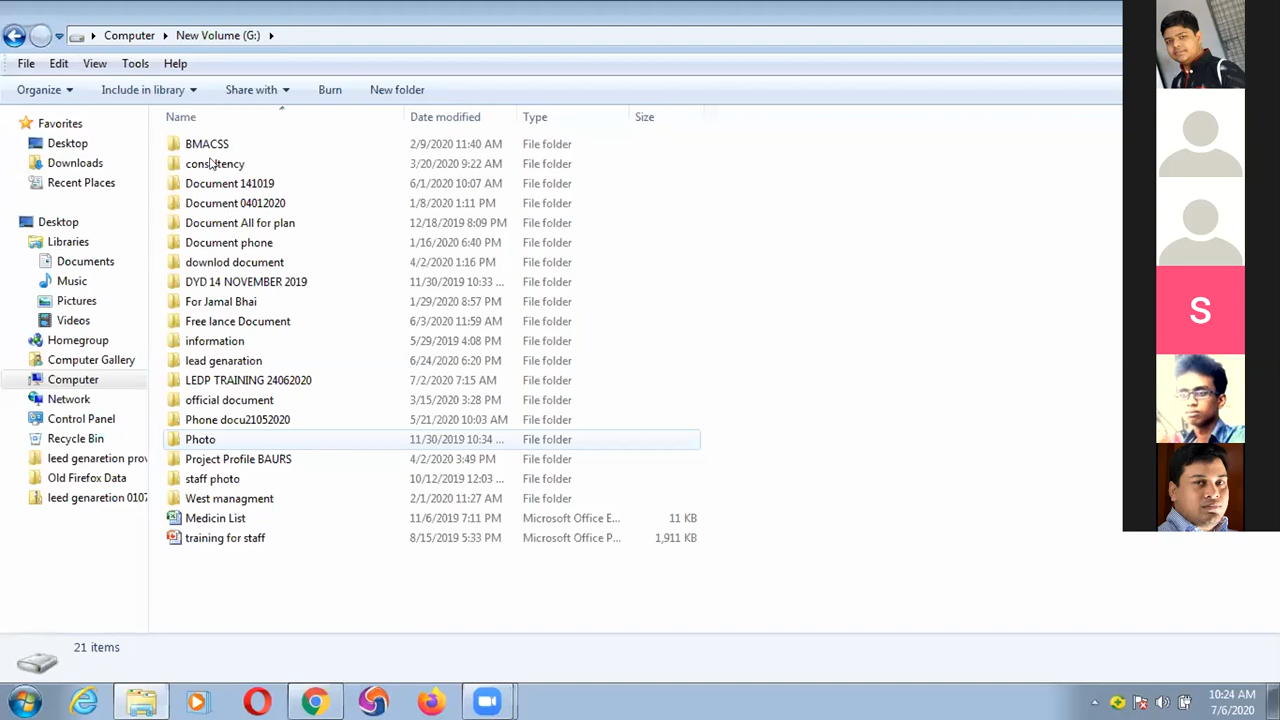 Computer New Volume (G:)
File Edit View Tools Help
Organize Include in library Share with Burn New folder
Name Date modified Type Size
Favorites
Desktop
Downloads
Recent Places
Desktop
Libraries
Documents
Music
Pictures
Videos
Homegroup
Computer Gallery
Computer
Network
Control Panel
Recycle Bin
leed genaretion prov
Old Firefox Data
leed genaretion 0107
BMACSS 2/9/2020 11:40 AM File folder
3/20/2020 9:22 AM File folder
Document 141019 6/1/2020 10:07 AM File folder
Document 04012020 1/8/2020 1:11 PM File folder
Document All for plan 12/18/2019 8:09 PM File folder
Document phone 1/16/2020 6:40 PM File folder
downlod document 4/2/2020 1:16 PM File folder
DYD 14 NOVEMBER 2019 11/30/2019 10:33 ... File folder
For Jamal Bhai 1/29/2020 8:57 PM File folder
Free lance Document 6/3/2020 11:59 AM File folder
information 5/29/2019 4:08 PM File folder
lead genaration 6/24/2020 6:20 PM File folder
LEDP TRAINING 24062020 7/2/2020 7:15 AM File folder
official document 3/15/2020 3:28 PM File folder
Phone docu21052020 5/21/2020 10:03 AM File folder
Photo 11/30/2019 10:34 ... File folder
Project Profile BAURS 4/2/2020 3:49 PM File folder
staff photo 10/12/2019 12:03 ... File folder
West managment 2/1/2020 11:27 AM File folder
Medicin List 11/6/2019 7:11 PM Microsoft Office E... 11 KB
training for staff 8/15/2019 5:33 PM Microsoft Office P... 1,911 KB
S
21 items
10:24 AM
7/6/2020